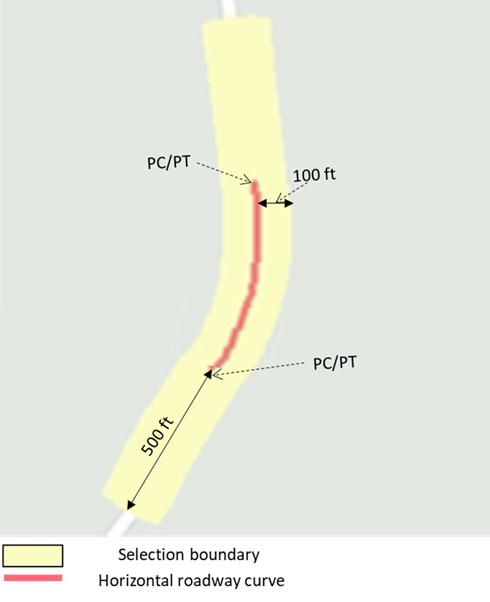 PC/PT
100 ft
PC/PT
500 ft
Selection boundary
Horizontal roadway curve